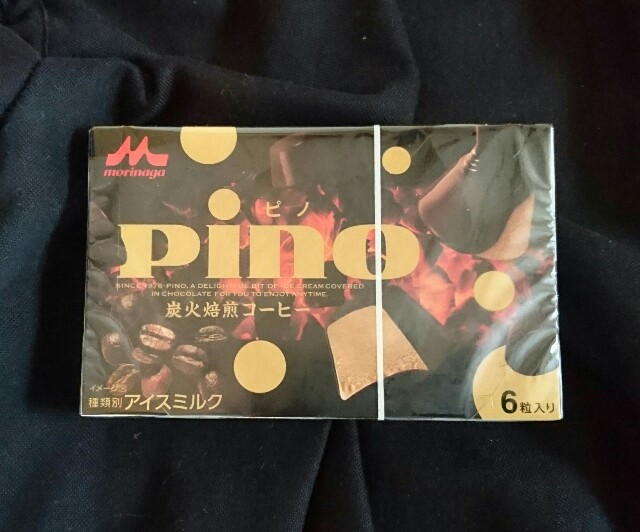 morinaga
ピノ
Pino
SINCE 1976・PINO, A DELIGHTFUL BIT OF ICE CREAM COVERED
IN CHOCOLATE FOR YOU TO ENJOY ANYTIME.
炭火焙煎コーヒー
イメージ図
種類別 アイスミルク
6粒入り